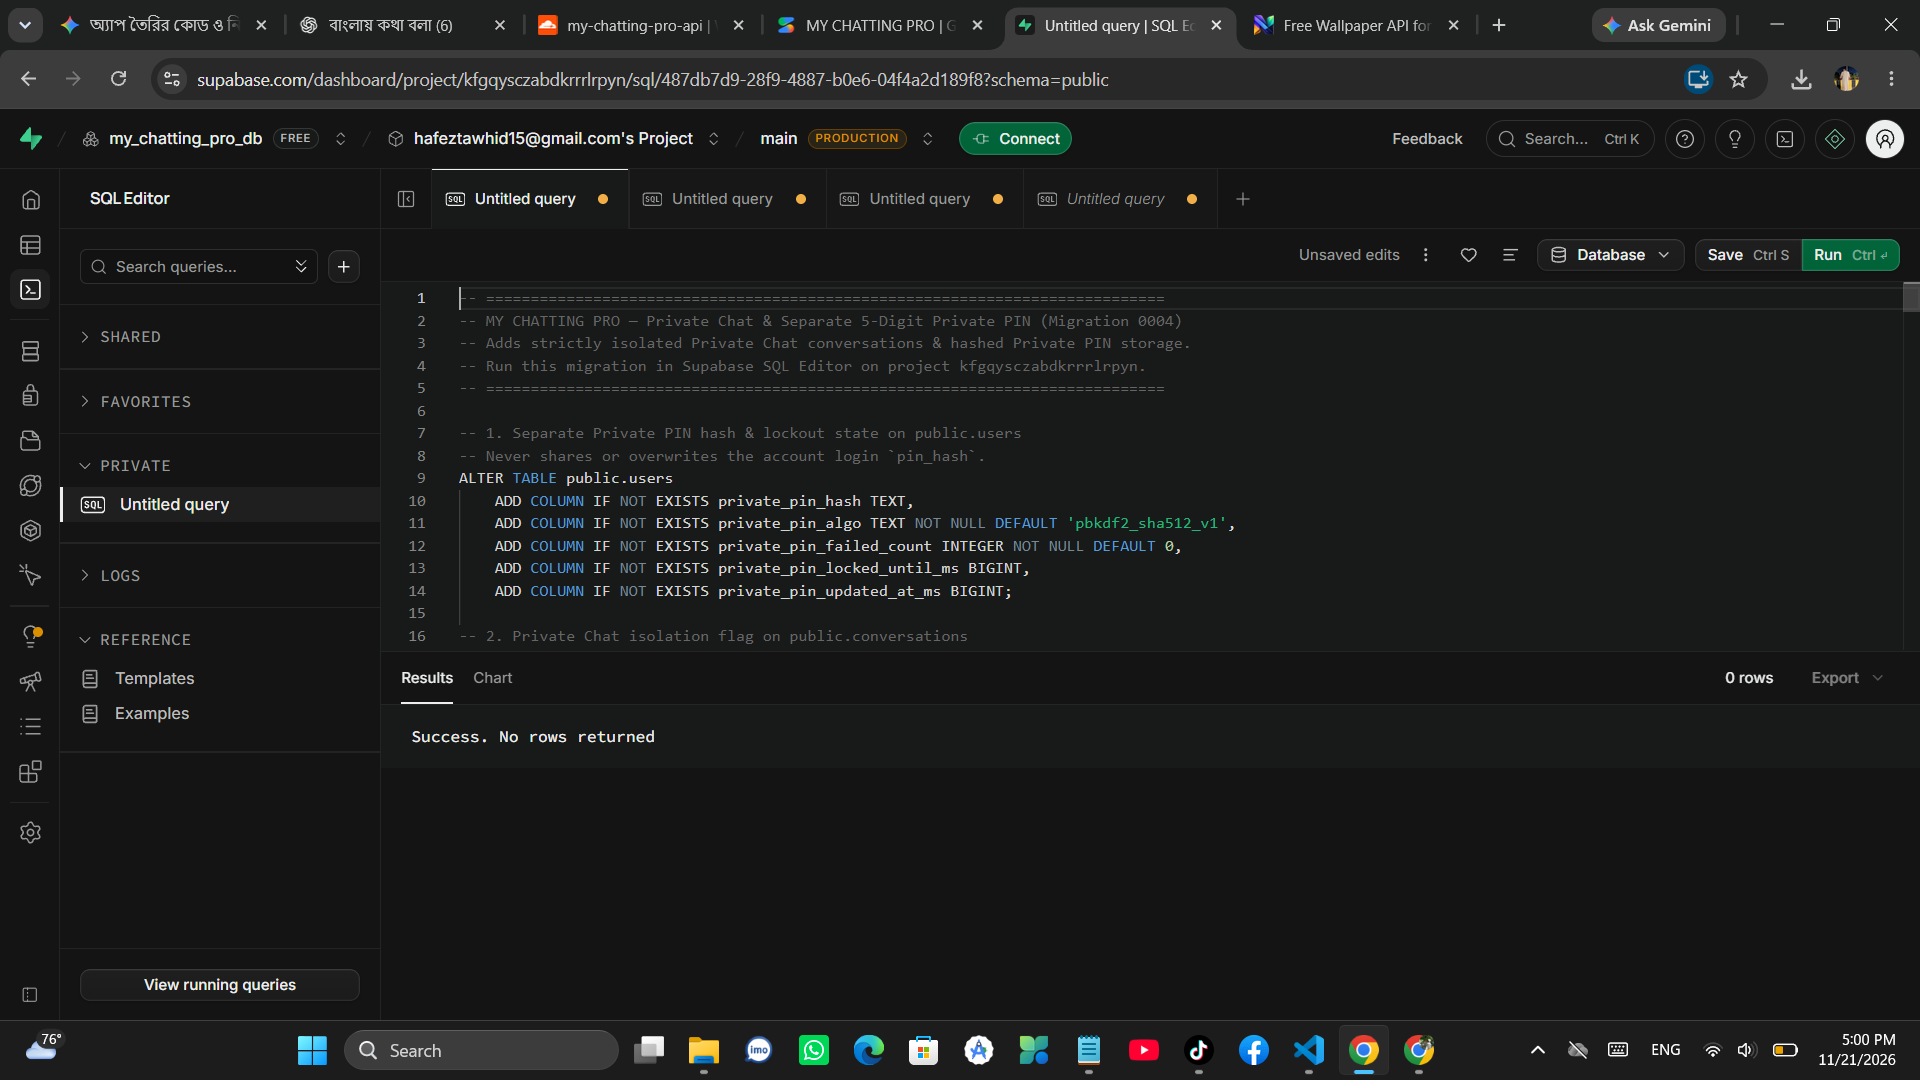 অ্যাপ তৈরির কোড ও নি
বাংলায় কথা বলা (6)
my-chatting-pro-api |
MY CHATTING PRO | G
Untitled query | SQL Ed
Free Wallpaper API for
Ask Gemini
supabase.com/dashboard/project/kfgqysczabdkrrrlrpyn/sql/487db7d9-28f9-4887-b0e6-04f4a2d189f8?schema=public
my_chatting_pro_db FREE hafeztawhid15@gmail.com's Project main PRODUCTION Connect Feedback Search... Ctrl K
SQL Editor
SQL Untitled query SQL Untitled query SQL Untitled query SQL Untitled query
Search queries...
Unsaved edits Database Save Ctrl S Run Ctrl
SHARED
FAVORITES
PRIVATE
SQL Untitled query
LOGS
REFERENCE
Templates
Examples
View running queries
1 -- ============================================================================
2 -- MY CHATTING PRO — Private Chat & Separate 5-Digit Private PIN (Migration 0004)
3 -- Adds strictly isolated Private Chat conversations & hashed Private PIN storage.
4 -- Run this migration in Supabase SQL Editor on project kfgqysczabdkrrrlrpyn.
5 -- ============================================================================
6
7 -- 1. Separate Private PIN hash & lockout state on public.users
8 -- Never shares or overwrites the account login `pin_hash`.
9 ALTER TABLE public.users
10 ADD COLUMN IF NOT EXISTS private_pin_hash TEXT,
11 ADD COLUMN IF NOT EXISTS private_pin_algo TEXT NOT NULL DEFAULT 'pbkdf2_sha512_v1',
12 ADD COLUMN IF NOT EXISTS private_pin_failed_count INTEGER NOT NULL DEFAULT 0,
13 ADD COLUMN IF NOT EXISTS private_pin_locked_until_ms BIGINT,
14 ADD COLUMN IF NOT EXISTS private_pin_updated_at_ms BIGINT;
15
16 -- 2. Private Chat isolation flag on public.conversations
Results Chart 0 rows Export
Success. No rows returned
76°
Search
imo
ENG
5:00 PM
11/21/2026